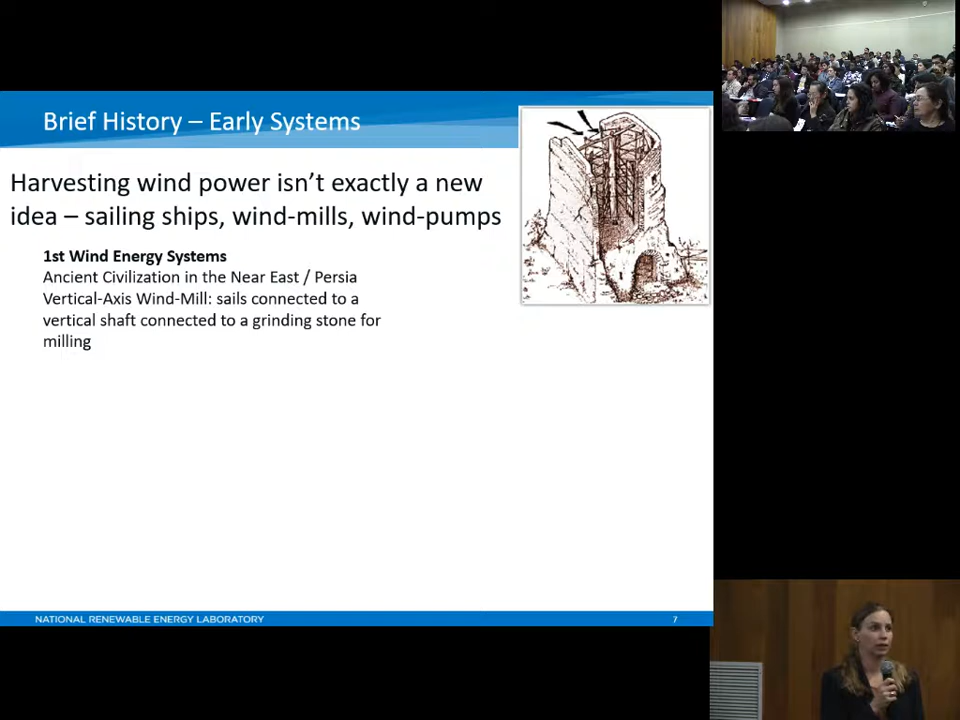 Brief History – Early Systems
Harvesting wind power isn't exactly a new
idea – sailing ships, wind-mills, wind-pumps
1st Wind Energy Systems
Ancient Civilization in the Near East / Persia
Vertical-Axis Wind-Mill: sails connected to a
vertical shaft connected to a grinding stone for
milling
NATIONAL RENEWABLE ENERGY LABORATORY
7